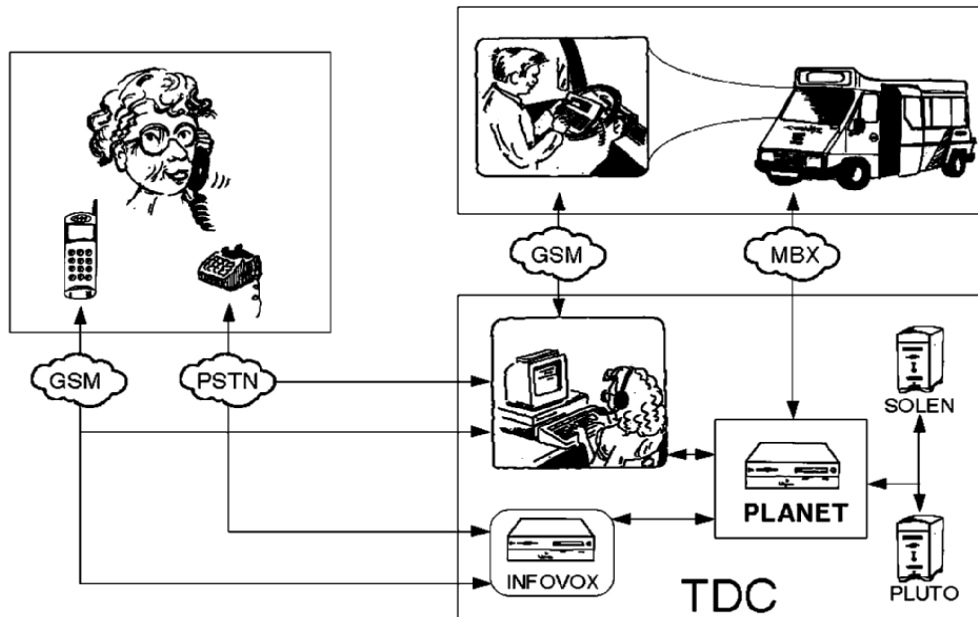 GSM
MBX
GSM
PSTN
SOLEN
PLANET
INFOVOX
PLUTO
TDC